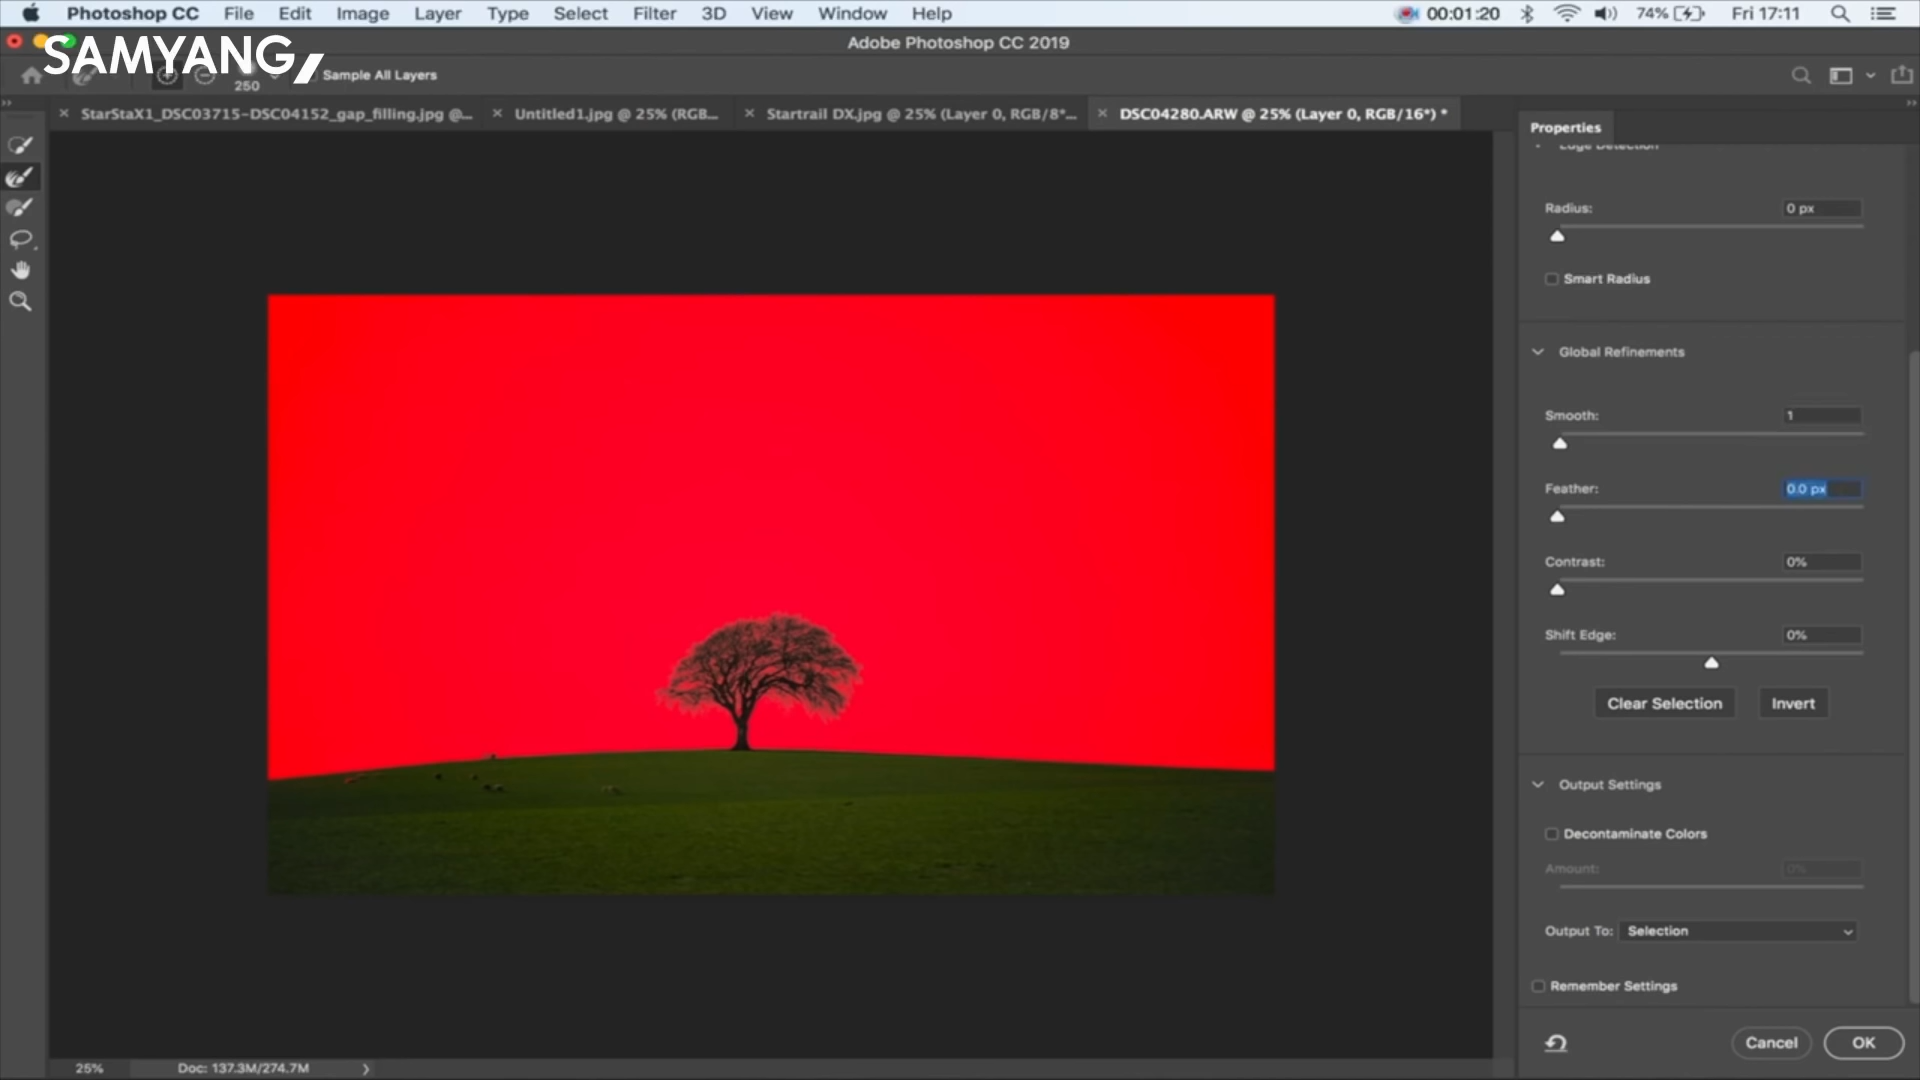 Photoshop CC File Edit Image Layer Type Select Filter 3D View Window Help 00:01:20 74% Fri 17:11
Adobe Photoshop CC 2019
SAMYANG
250
Sample All Layers
StarStaX1_DSC03715-DSC04152_gap_filling.jpg @... Untitled1.jpg @ 25% (RGB... Startrail DX.jpg @ 25% (Layer 0, RGB/8*... DSC04280.ARW @ 25% (Layer 0, RGB/16*) *
Properties
Edge Detection
Radius: 0 px
Smart Radius
Global Refinements
Smooth: 1
Feather: 0.0 px
Contrast: 0%
Shift Edge: 0%
Clear Selection Invert
Output Settings
Decontaminate Colors
Amount: 0%
Output To: Selection
Remember Settings
Cancel OK
25% Doc: 137.3M/274.7M